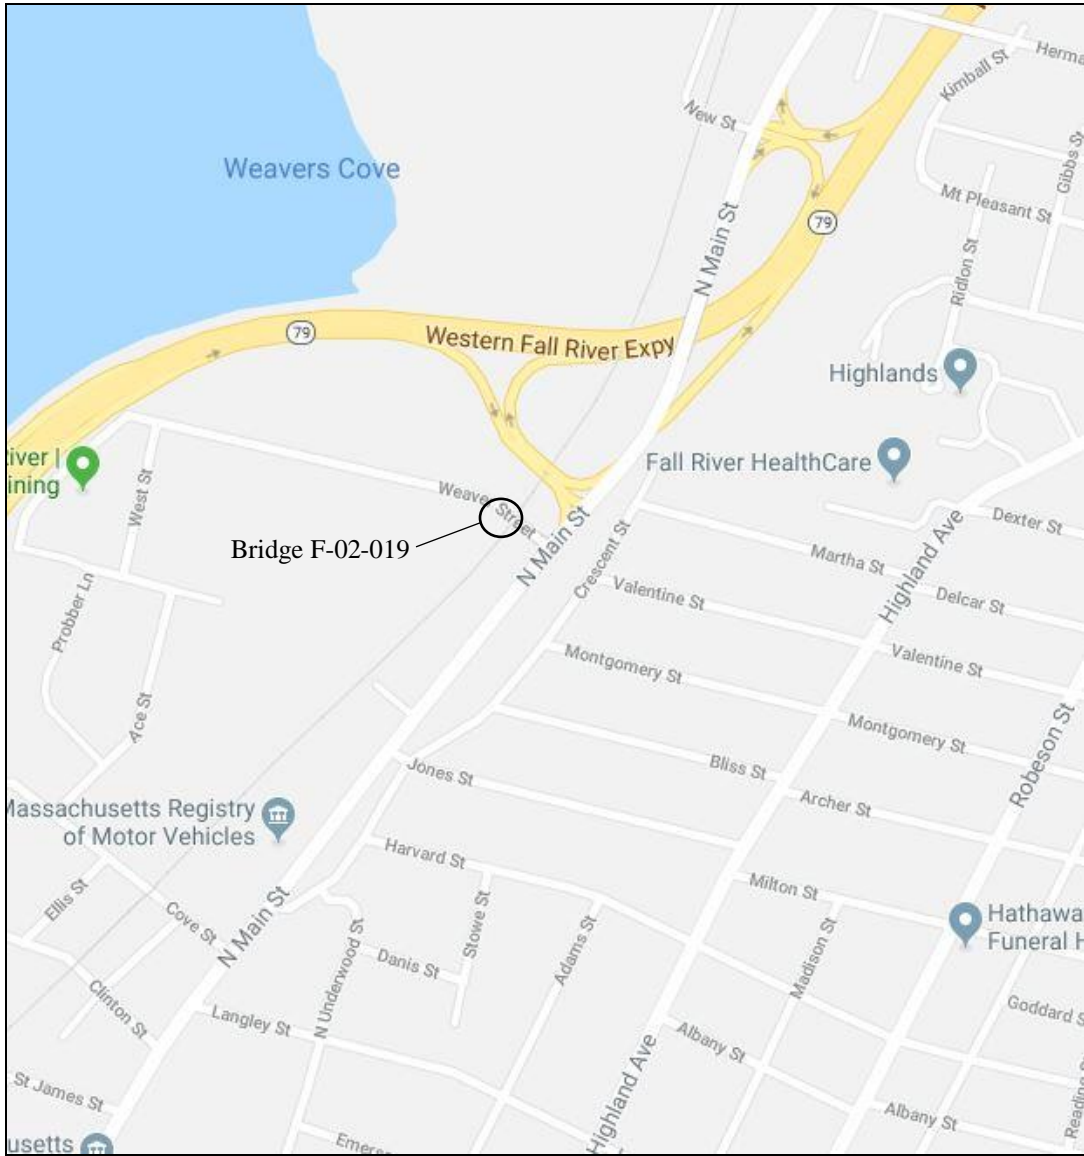 Herma
Kimball St
New St
Gibbs St
Weavers Cove
Mt Pleasant St
79
N Main St
Ridlon St
79
Western Fall River Expy
Highlands
iver |
ining
Fall River HealthCare
West St
Weaver Street
Dexter St
Bridge F-02-019
N Main St
Crescent St
Martha St
Highland Ave
Delcar St
Valentine St
Probber Ln
Valentine St
Montgomery St
Ace St
Montgomery St
Robeson St
Bliss St
Jones St
Archer St
Massachusetts Registry
of Motor Vehicles
Harvard St
Milton St
Ellis St
Cove St
N Main St
Stowe St
Hathawa
Funeral H
Adams St
Madison St
Danis St
N Underwood St
Clinton St
Langley St
Goddard S
Albany St
St James St
Highland Ave
Albany St
Reading S
Emers
usetts